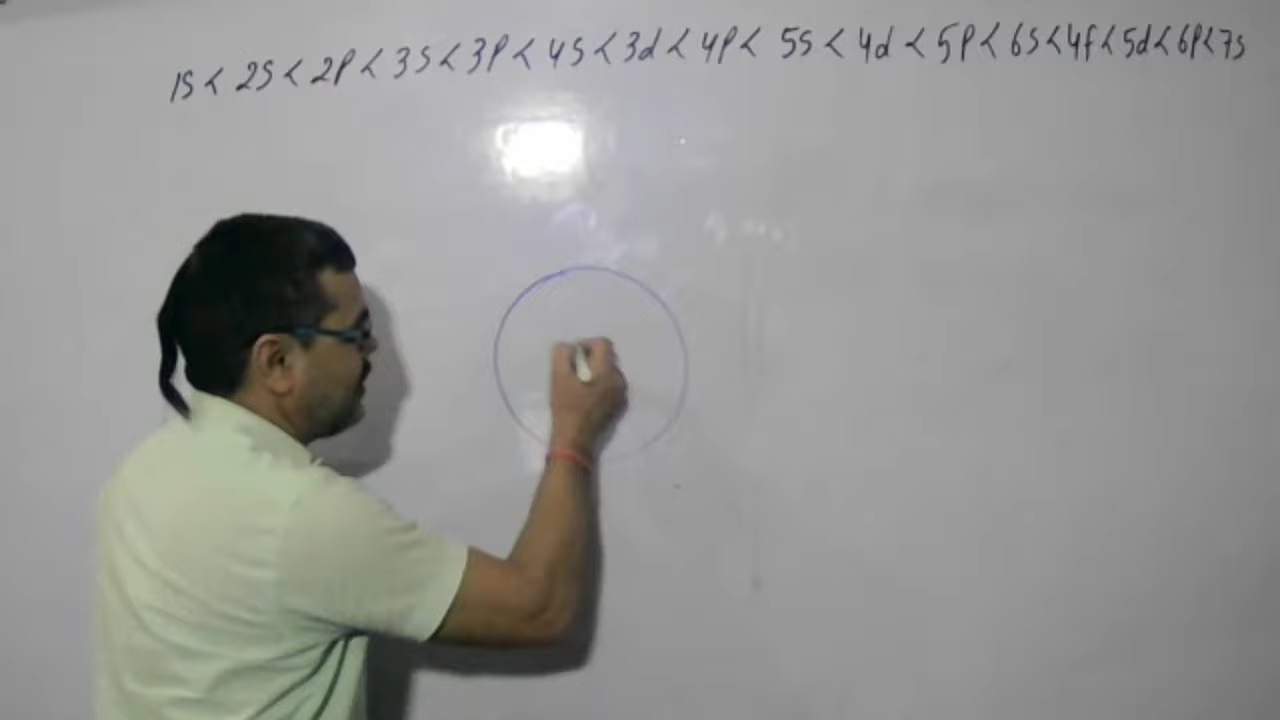 1s < 2s < 2p < 3s < 3p < 4s < 3d < 4p < 5s < 4d < 5p < 6s < 4f < 5d < 6p < 7s